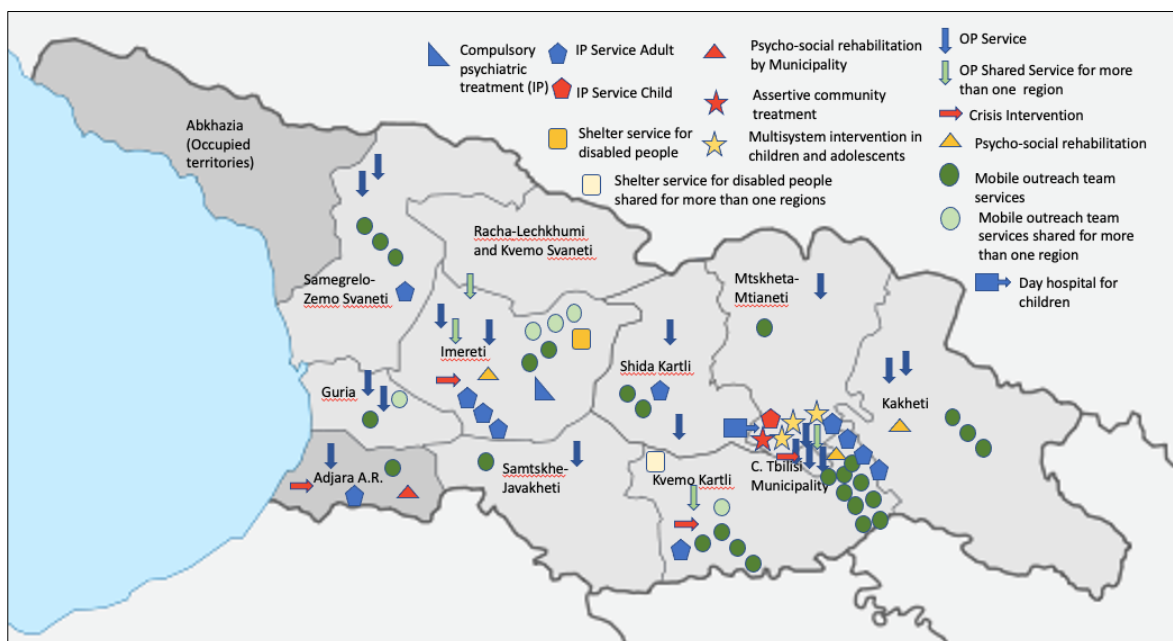 Compulsory
psychiatric
treatment (IP)
IP Service Adult
IP Service Child
Shelter service for
disabled people
Shelter service for disabled people
shared for more than one regions
Psycho-social rehabilitation
by Municipality
Assertive community
treatment
Multisystem intervention in
children and adolescents
OP Service
OP Shared Service for more
than one region
Crisis Intervention
Psycho-social rehabilitation
Mobile outreach team
services
Mobile outreach team
services shared for more
than one region
Day hospital for
children
Abkhazia
(Occupied
territories)
Racha-Lechkhumi
and Kvemo Svaneti
Samegrelo-
Zemo Svaneti
Mtskheta-
Mtianeti
Imereti
Shida Kartli
Guria
Kakheti
Adjara A.R.
Samtskhe-
Javakheti
Kvemo Kartli
C. Tbilisi
Municipality